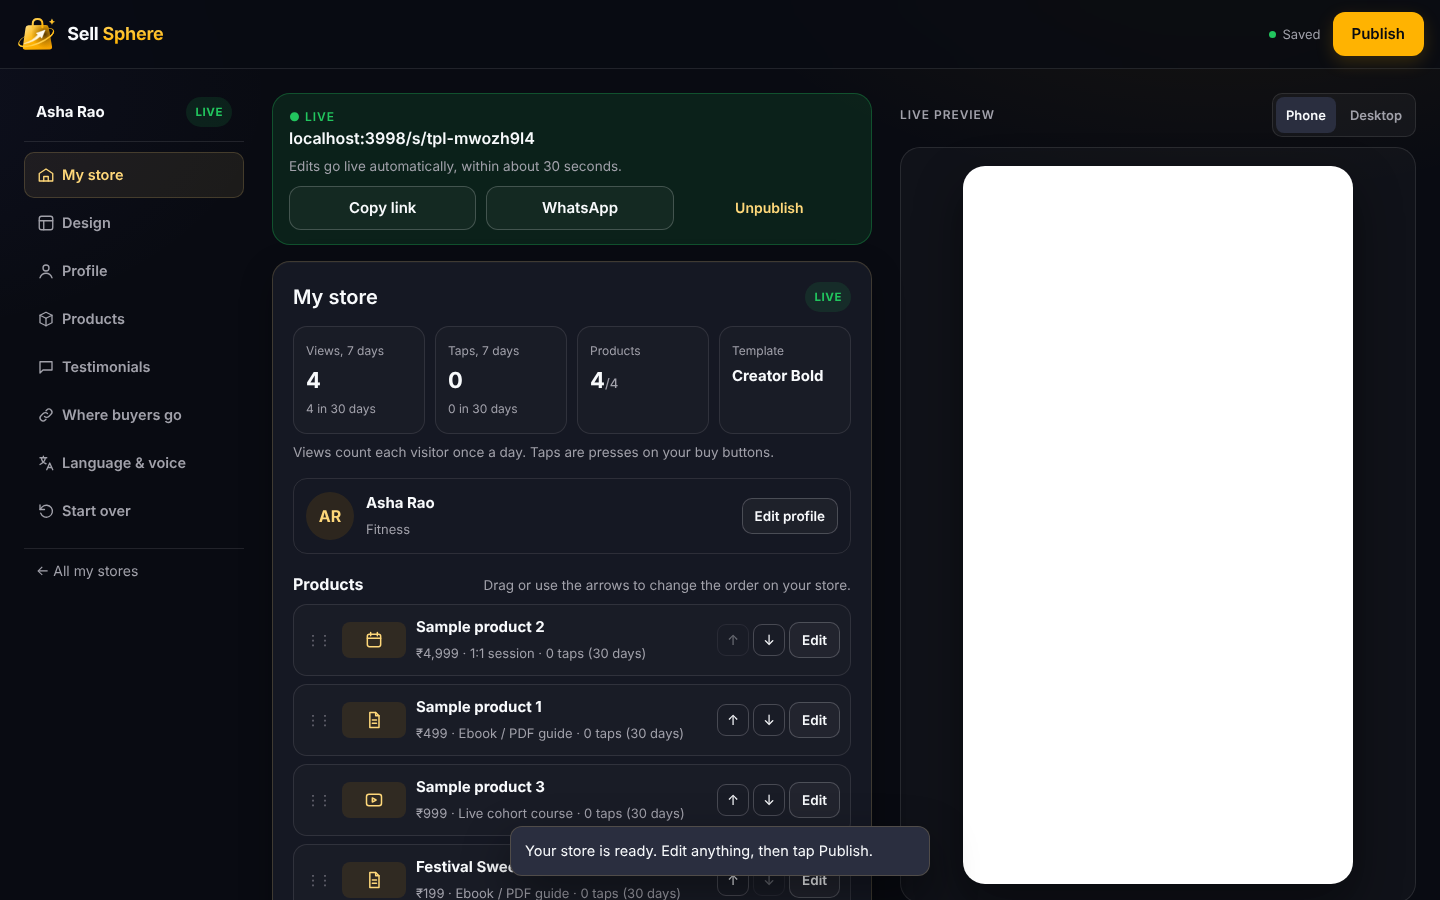 Sell Sphere
Saved
Publish
Asha Rao
LIVE
My store
Design
Profile
Products
Testimonials
Where buyers go
Language & voice
Start over
← All my stores
LIVE
localhost:3998/s/tpl-mwozh9l4
Edits go live automatically, within about 30 seconds.
Copy link
WhatsApp
Unpublish
My store
LIVE
Views, 7 days
4
4 in 30 days
Taps, 7 days
0
0 in 30 days
Products
4/4
Template
Creator Bold
Views count each visitor once a day. Taps are presses on your buy buttons.
AR
Asha Rao
Fitness
Edit profile
Products
Drag or use the arrows to change the order on your store.
Sample product 2
₹4,999 · 1:1 session · 0 taps (30 days)
↑ ↓ Edit
Sample product 1
₹499 · Ebook / PDF guide · 0 taps (30 days)
↑ ↓ Edit
Sample product 3
₹999 · Live cohort course · 0 taps (30 days)
↑ ↓ Edit
Festival
₹199 · Ebook / PDF guide · 0 taps (30 days)
↑ ↓ Edit
Your store is ready. Edit anything, then tap Publish.
LIVE PREVIEW
Phone
Desktop